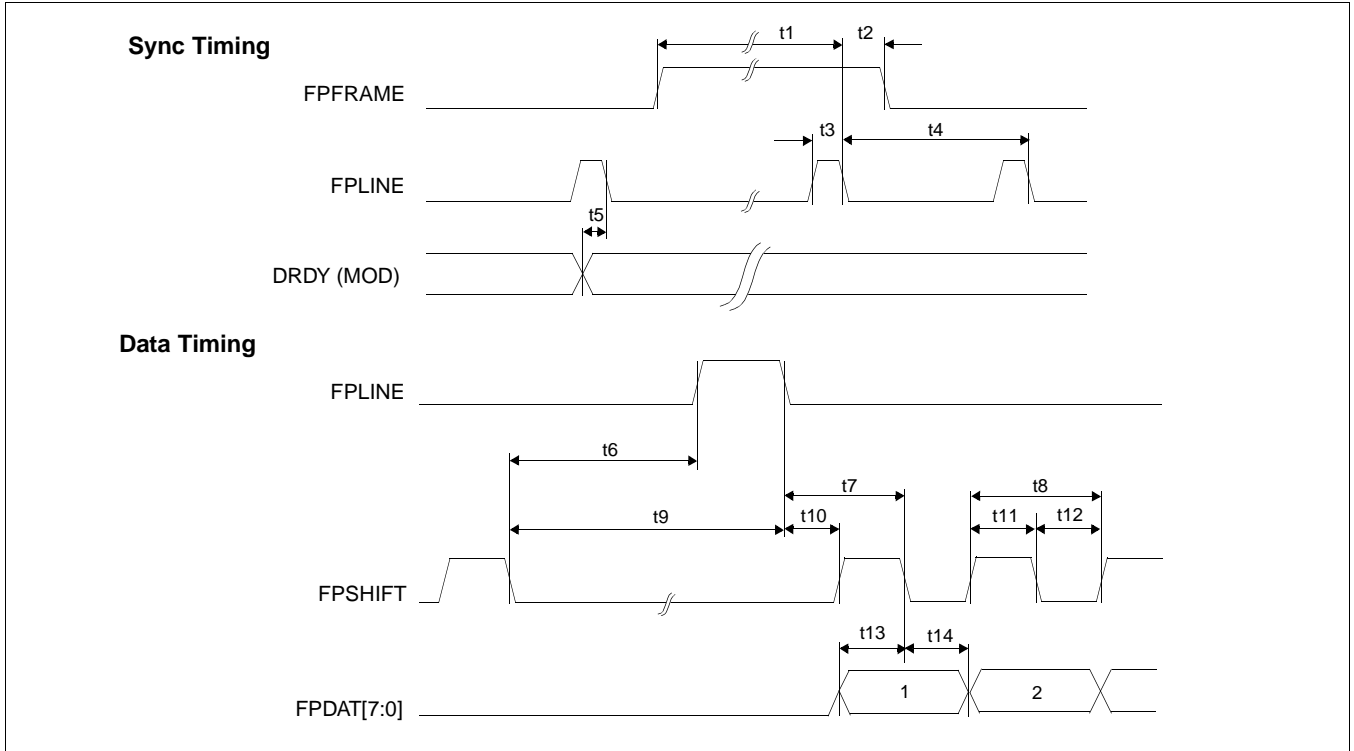 Sync Timing
t1
t2
FPFRAME
t3
t4
FPLINE
t5
DRDY (MOD)
Data Timing
FPLINE
t6
t7
t8
t9
t10
t11
t12
FPSHIFT
t13
t14
1
2
FPDAT[7:0]